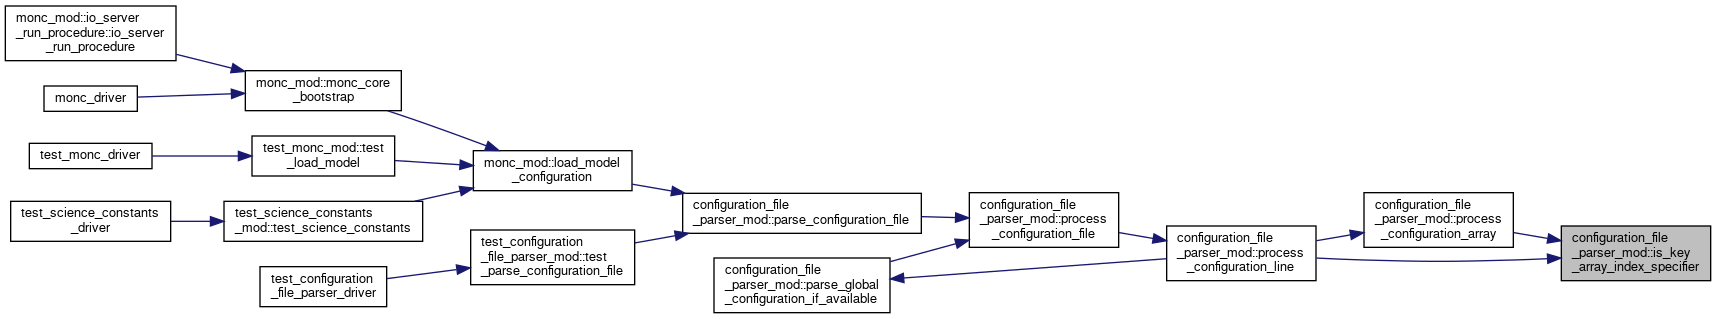 monc_mod::io_server
_run_procedure::io_server
_run_procedure
monc_driver
monc_mod::monc_core
_bootstrap
test_monc_driver
test_monc_mod::test
_load_model
monc_mod::load_model
_configuration
test_science_constants
_driver
test_science_constants
_mod::test_science_constants
configuration_file
_parser_mod::parse_configuration_file
test_configuration
_file_parser_mod::test
_parse_configuration_file
test_configuration
_file_parser_driver
configuration_file
_parser_mod::process
_configuration_file
configuration_file
_parser_mod::parse_global
_configuration_if_available
configuration_file
_parser_mod::process
_configuration_line
configuration_file
_parser_mod::process
_configuration_array
configuration_file
_parser_mod::is_key
_array_index_specifier